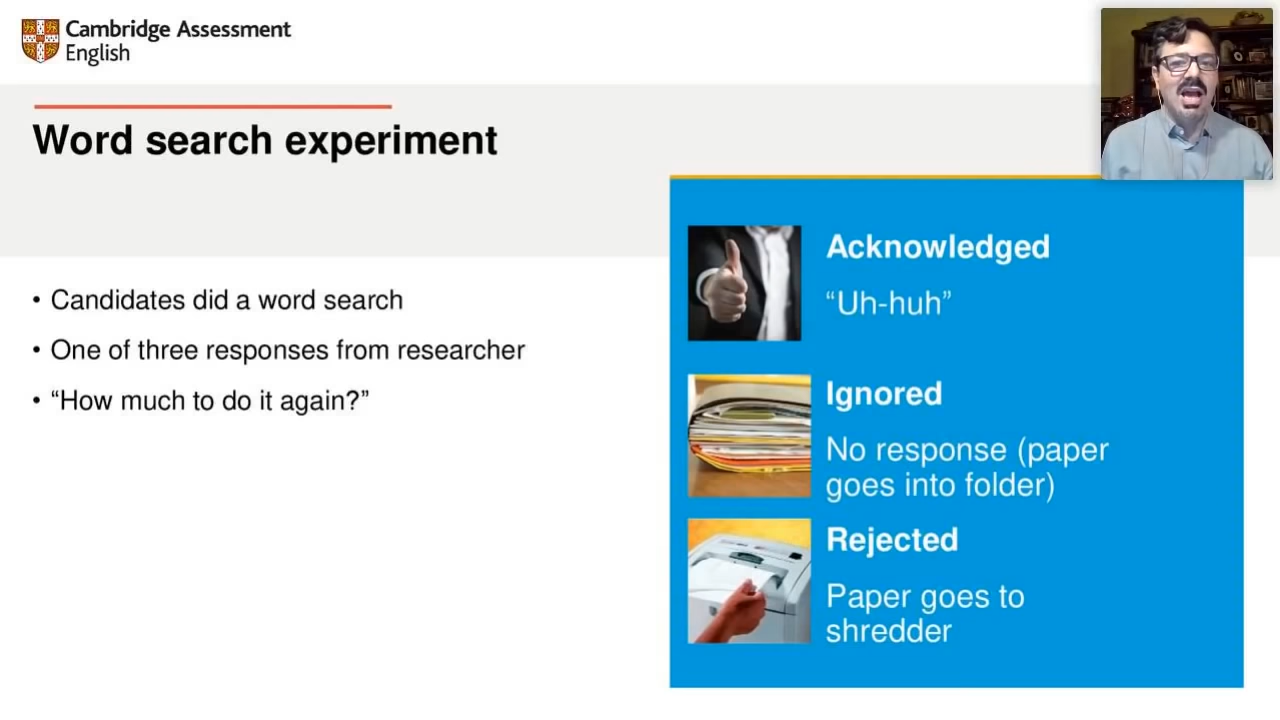 Cambridge Assessment
English
Word search experiment
• Candidates did a word search
• One of three responses from researcher
• “How much to do it again?”
Acknowledged
“Uh-huh”
Ignored
No response (paper
goes into folder)
Rejected
Paper goes to
shredder